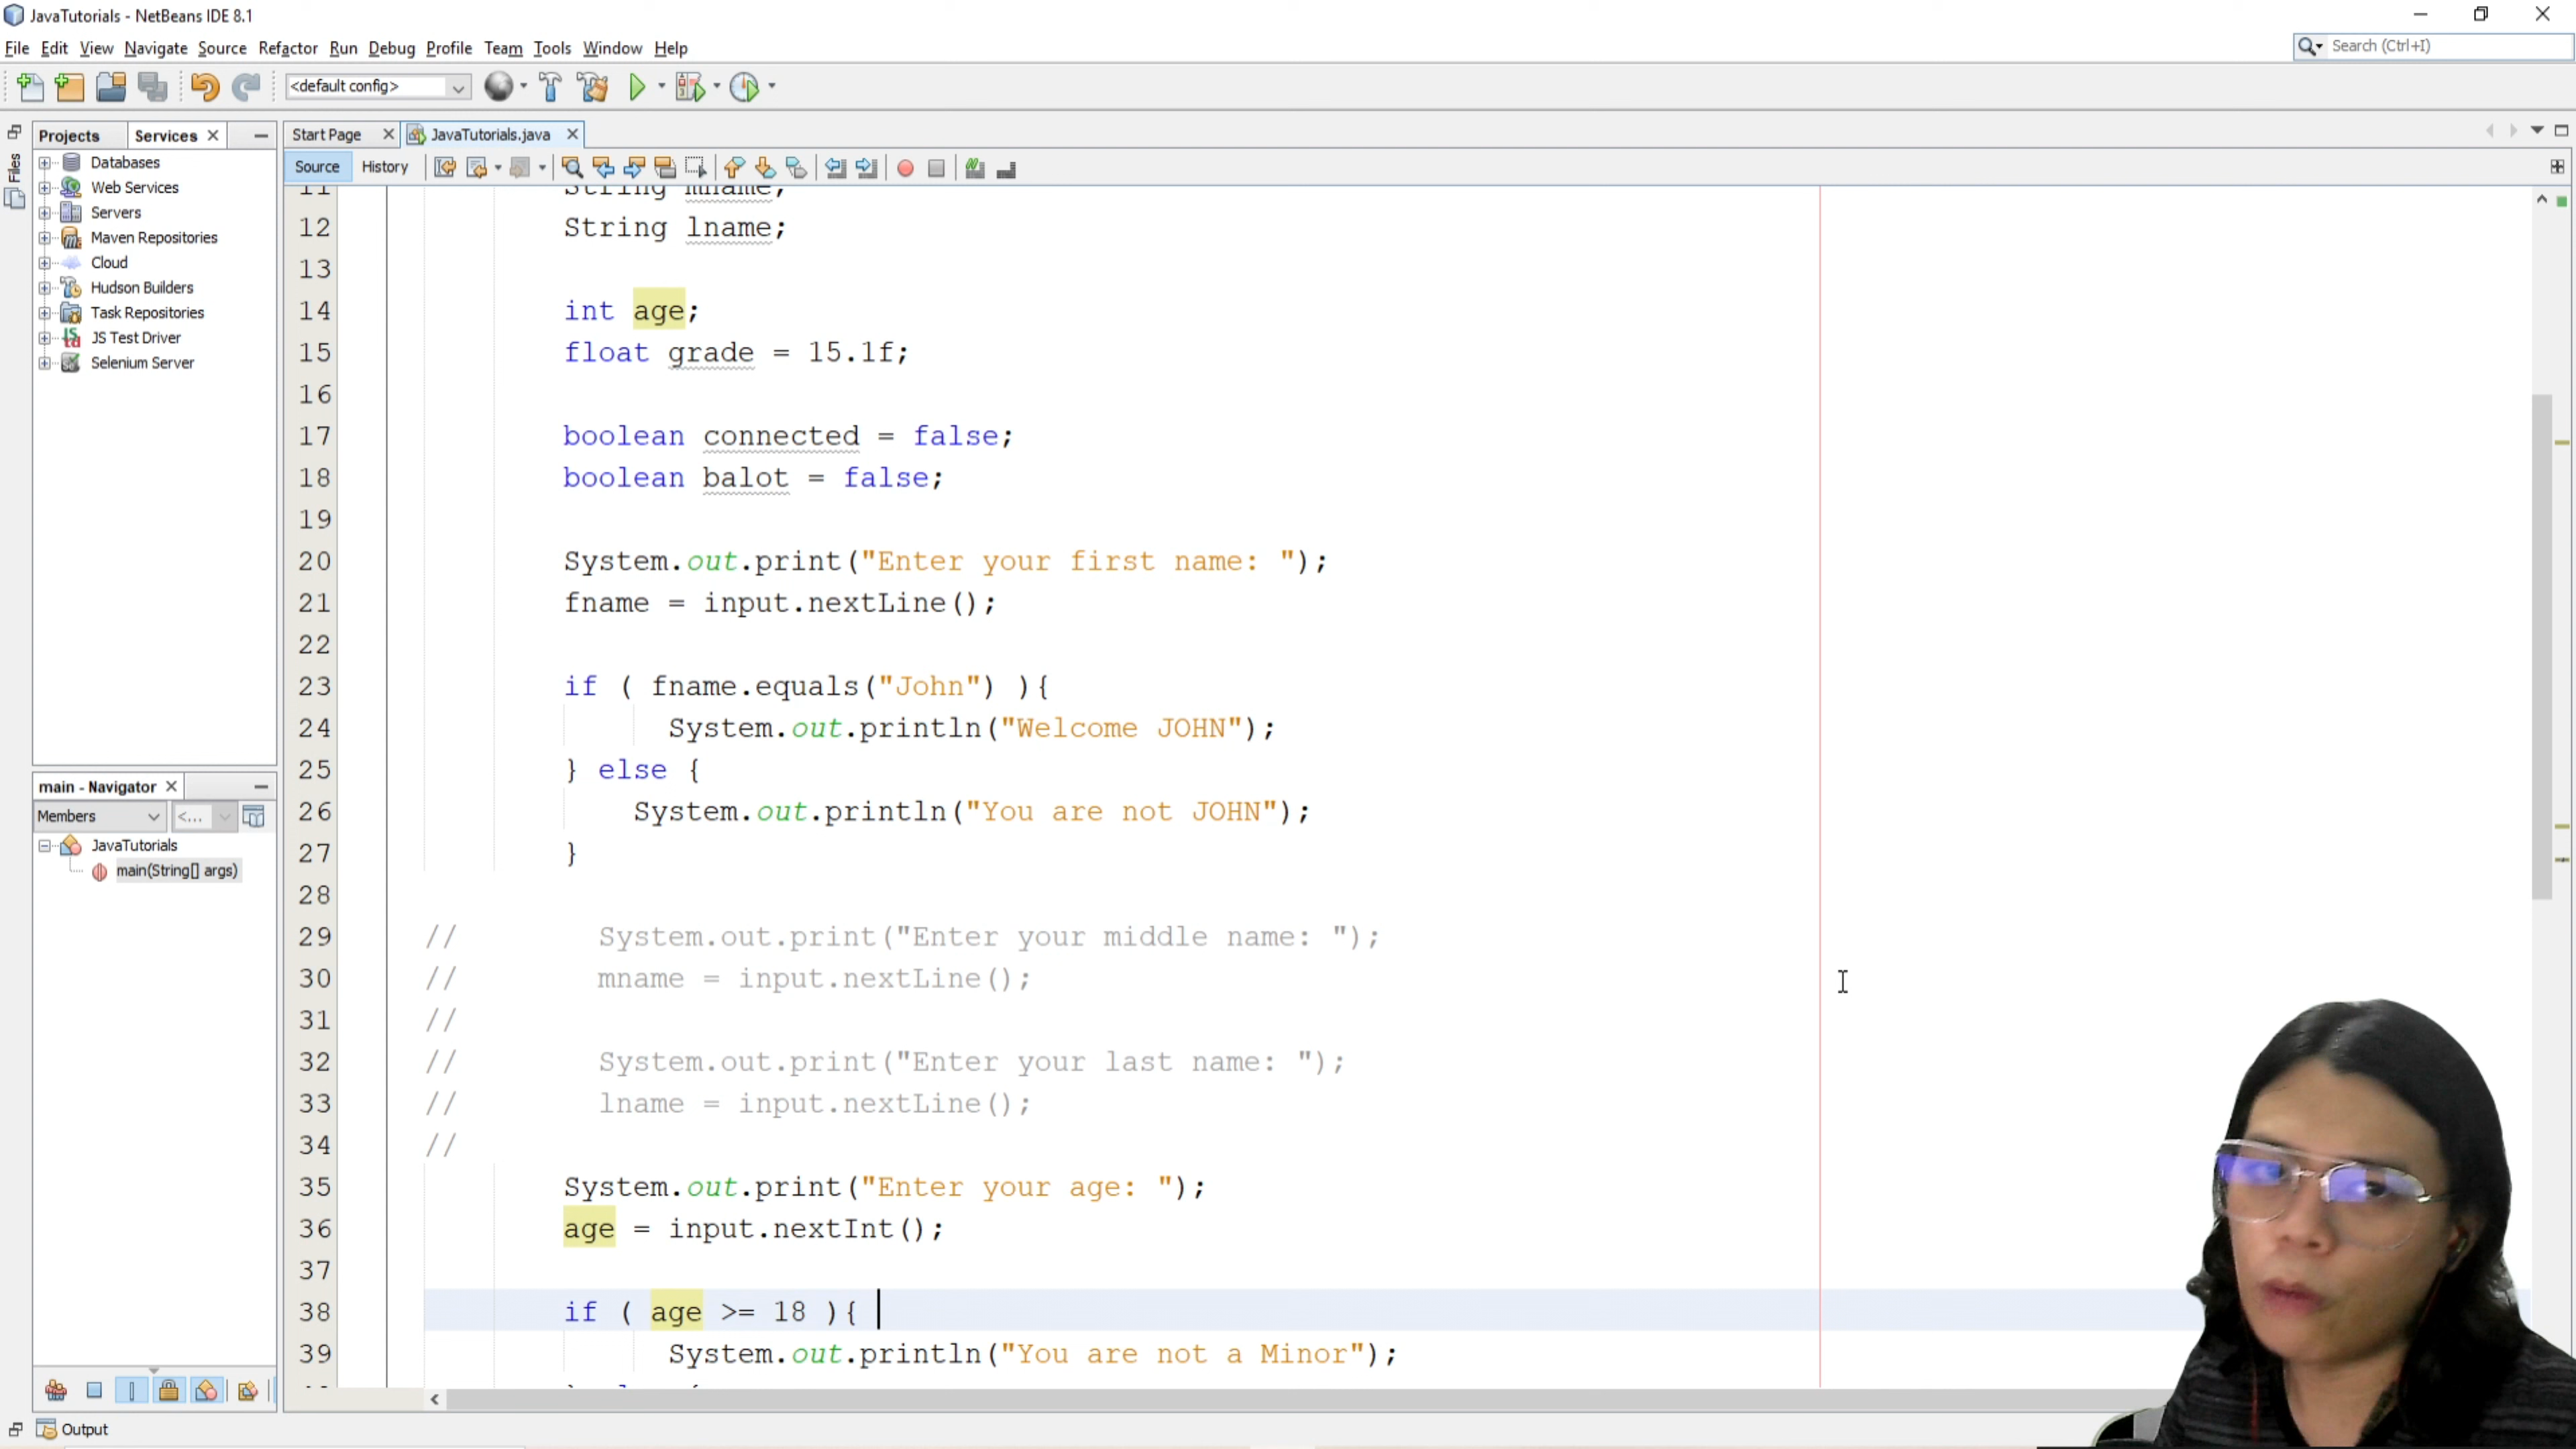 JavaTutorials - NetBeans IDE 8.1
File Edit View Navigate Source Refactor Run Debug Profile Team Tools Window Help
Search (Ctrl+I)
<default config>
Files
Projects Services
Databases
Web Services
Servers
Maven Repositories
Cloud
Hudson Builders
Task Repositories
JS Test Driver
Selenium Server
main - Navigator
Members <...
JavaTutorials
main(String[] args)
Start Page JavaTutorials.java
Source History
11 String mname;
12 String lname;
13
14 int age;
15 float grade = 15.1f;
16
17 boolean connected = false;
18 boolean balot = false;
19
20 System.out.print("Enter your first name: ");
21 fname = input.nextLine();
22
23 if ( fname.equals("John") ){
24 System.out.println("Welcome JOHN");
25 } else {
26 System.out.println("You are not JOHN");
27 }
28
29 // System.out.print("Enter your middle name: ");
30 // mname = input.nextLine();
31 //
32 // System.out.print("Enter your last name: ");
33 // lname = input.nextLine();
34 //
35 System.out.print("Enter your age: ");
36 age = input.nextInt();
37
38 if ( age >= 18 ){
39 System.out.println("You are not a Minor");
Output